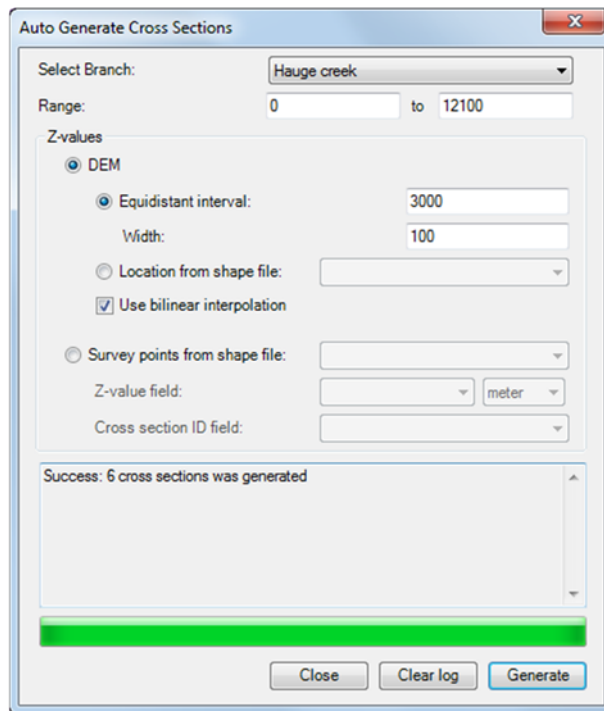 Auto Generate Cross Sections
Select Branch: Hauge creek
Range: 0 to 12100
Z-values
DEM
Equidistant interval: 3000
Width: 100
Location from shape file:
Use bilinear interpolation
Survey points from shape file:
Z-value field: meter
Cross section ID field:
Success: 6 cross sections was generated
Close Clear log Generate